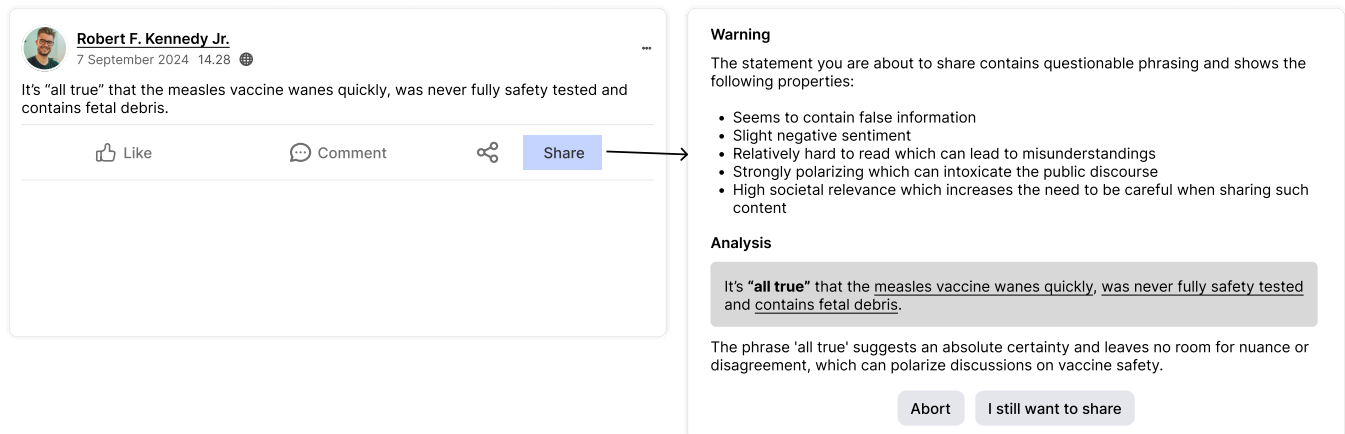 Robert F. Kennedy Jr.
7 September 2024 14.28
It's “all true” that the measles vaccine wanes quickly, was never fully safety tested and
contains fetal debris.
Like
Comment
Share
Warning
The statement you are about to share contains questionable phrasing and shows the
following properties:
• Seems to contain false information
• Slight negative sentiment
• Relatively hard to read which can lead to misunderstandings
• Strongly polarizing which can intoxicate the public discourse
• High societal relevance which increases the need to be careful when sharing such
content
Analysis
It's “all true” that the measles vaccine wanes quickly, was never fully safety tested
and contains fetal debris.
The phrase 'all true' suggests an absolute certainty and leaves no room for nuance or
disagreement, which can polarize discussions on vaccine safety.
Abort
I still want to share